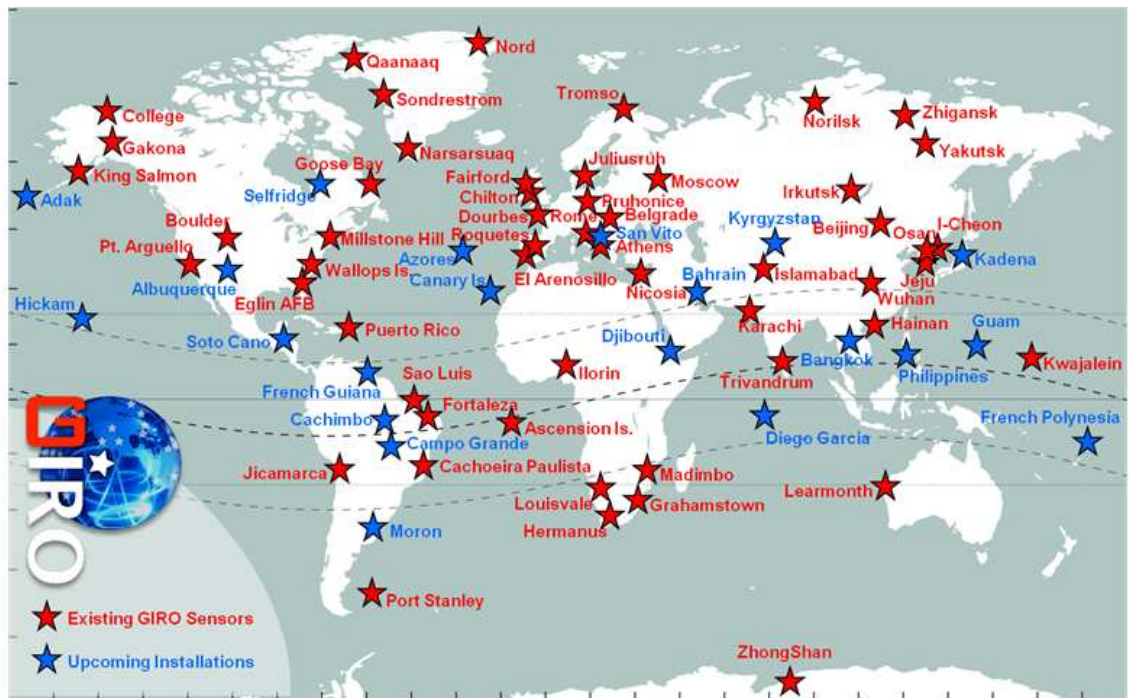 Nord
Qaanaaq
Sondrestrom
Tromso
College
Norilsk
Zhigansk
Gakona
Narsarsuaq
Yakutsk
Goose Bay
Juliusruh
King Salmon
Fairford
Moscow
Adak
Selfridge
Chilton
Pruhonice
Irkutsk
Boulder
Dourbes
Rome
Belgrade
Kyrgyzstan
I-Cheon
Beijing
Osan
Pt. Arguello
Millstone Hill
Roquetes
San Vito
Athens
Azores
Kadena
Wallops Is.
El Arenosillo
Bahrain
Islamabad
Albuquerque
Canary Is
Nicosia
Jeju
Eglin AFB
Wuhan
Hickam
Puerto Rico
Karachi
Hainan
Guam
Soto Cano
Djibouti
Bangkok
Philippines
Kwajalein
Ilorin
Trivandrum
Sao Luis
French Guiana
Fortaleza
Cachimbo
Ascension Is.
French Polynesia
Campo Grande
Diego Garcia
Jicamarca
Cachoeira Paulista
Madimbo
Louisvale
Grahamstown
Learmonth
Hermanus
Moron
GIRO
Port Stanley
Existing GIRO Sensors
Upcoming Installations
ZhongShan